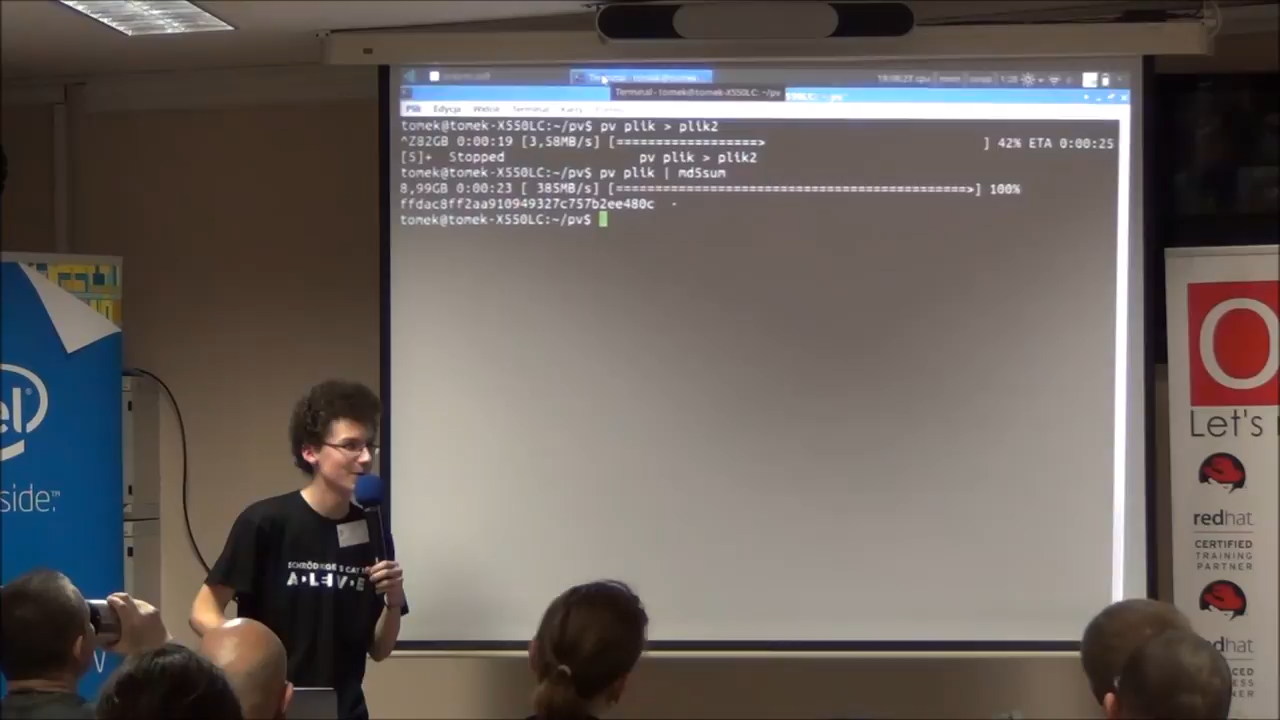 Terminal - tomek@tomek-X550LC: ~/pv
Plik Edycja Widok Terminal Karty
tomek@tomek-X550LC:~/pv$ pv plik > plik2
^Z82GB 0:00:19 [3,58MB/s] [=================> ] 42% ETA 0:00:25
[5]+ Stopped pv plik > plik2
tomek@tomek-X550LC:~/pv$ pv plik | md5sum
8,99GB 0:00:23 [ 385MB/s] [==========================================>] 100%
ffdac8ff2aa910949327c757b2ee480c -
tomek@tomek-X550LC:~/pv$
el®
side.™
SCHRÖDINGER'S CAT IS
A·L·I·V·E
O
Let's
redhat.
CERTIFIED
TRAINING
PARTNER
dhat